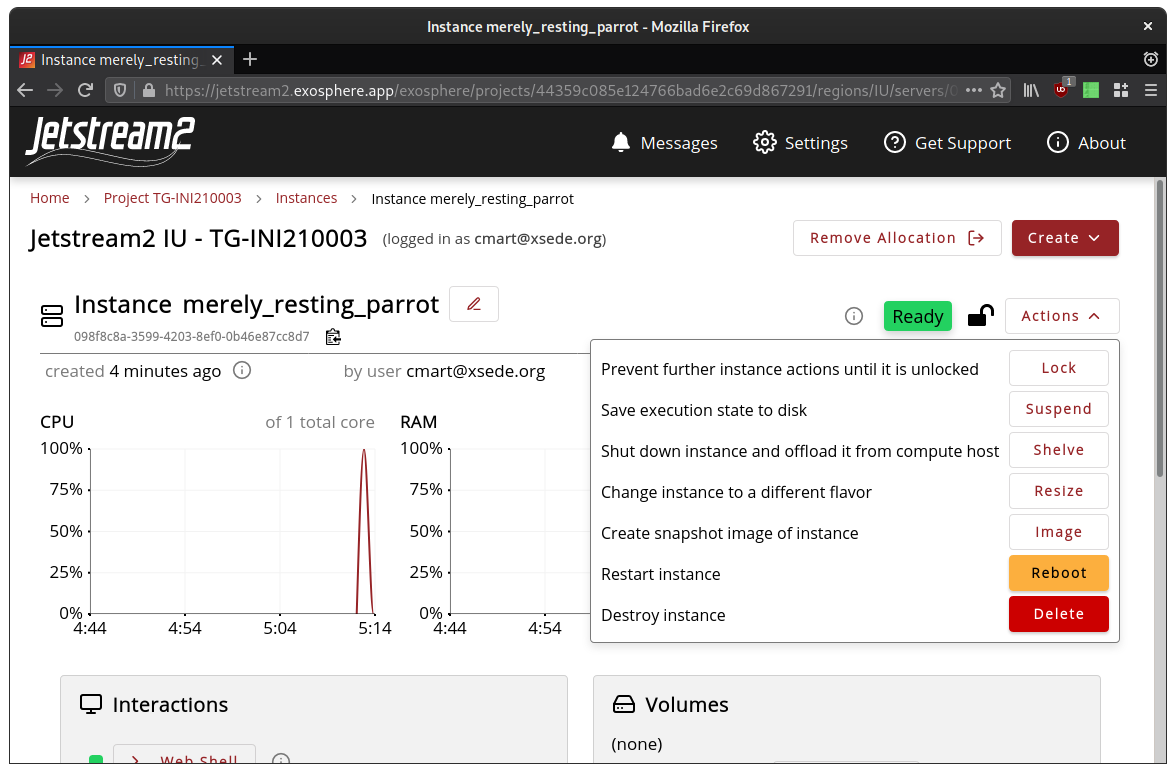 Instance merely_resting_parrot - Mozilla Firefox
Instance merely_resting_
https://jetstream2.exosphere.app/exosphere/projects/44359c085e124766bad6e2c69d867291/regions/IU/servers/
1
Jetstream2
Messages
Settings
Get Support
About
Home > Project TG-INI210003 > Instances > Instance merely_resting_parrot
Jetstream2 IU - TG-INI210003 (logged in as cmart@xsede.org)
Remove Allocation
Create
Instance merely_resting_parrot
Ready
Actions
098f8c8a-3599-4203-8ef0-0b46e87cc8d7
created 4 minutes ago
by user cmart@xsede.org
Prevent further instance actions until it is unlocked Lock
Save execution state to disk Suspend
Shut down instance and offload it from compute host Shelve
Change instance to a different flavor Resize
Create snapshot image of instance Image
Restart instance Reboot
Destroy instance Delete
CPU of 1 total core
100%
75%
50%
25%
0%
4:44 4:54 5:04 5:14
RAM
100%
75%
50%
25%
0%
4:44 4:54
Interactions
Web Shell
Volumes
(none)